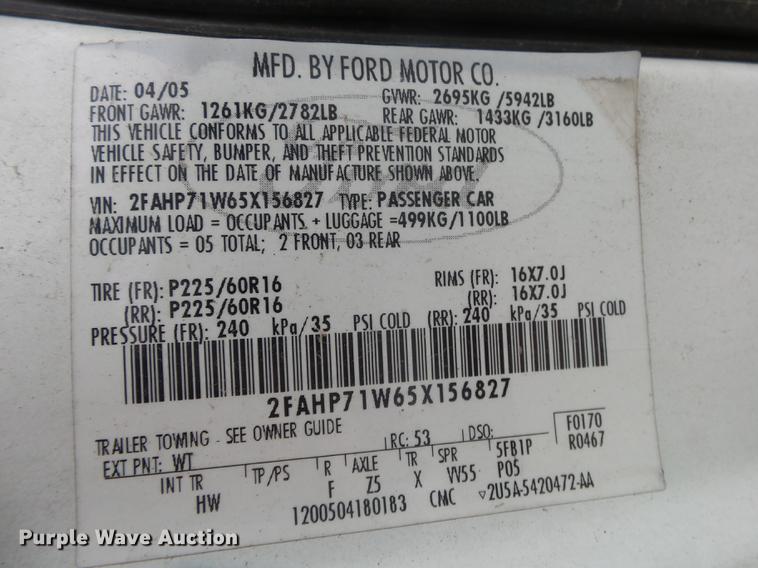 MFD. BY FORD MOTOR CO.
DATE: 04/05 GVWR: 2695KG /5942LB
FRONT GAWR: 1261KG/2782LB REAR GAWR: 1433KG /3160LB
THIS VEHICLE CONFORMS TO ALL APPLICABLE FEDERAL MOTOR
VEHICLE SAFETY, BUMPER, AND THEFT PREVENTION STANDARDS
IN EFFECT ON THE DATE OF MANUFACTURE SHOWN ABOVE.
VIN: 2FAHP71W65X156827 TYPE: PASSENGER CAR
MAXIMUM LOAD = OCCUPANTS + LUGGAGE =499KG/1100LB
OCCUPANTS = 05 TOTAL; 2 FRONT, 03 REAR
TIRE (FR): P225/60R16 RIMS (FR): 16X7.0J
(RR): P225/60R16 (RR): 16X7.0J
PRESSURE (FR): 240 kPa/35 PSI COLD (RR): 240 kPa/35 PSI COLD
2FAHP71W65X156827
TRAILER TOWING - SEE OWNER GUIDE RC: 53 DSO: F0170
EXT PNT: WT 5FB1P R0467
INT TR TP/PS R AXLE TR SPR P05
HW F Z5 X VV55
1200504180183 CMC ▽2U5A-5420472-AA
Purple Wave Auction